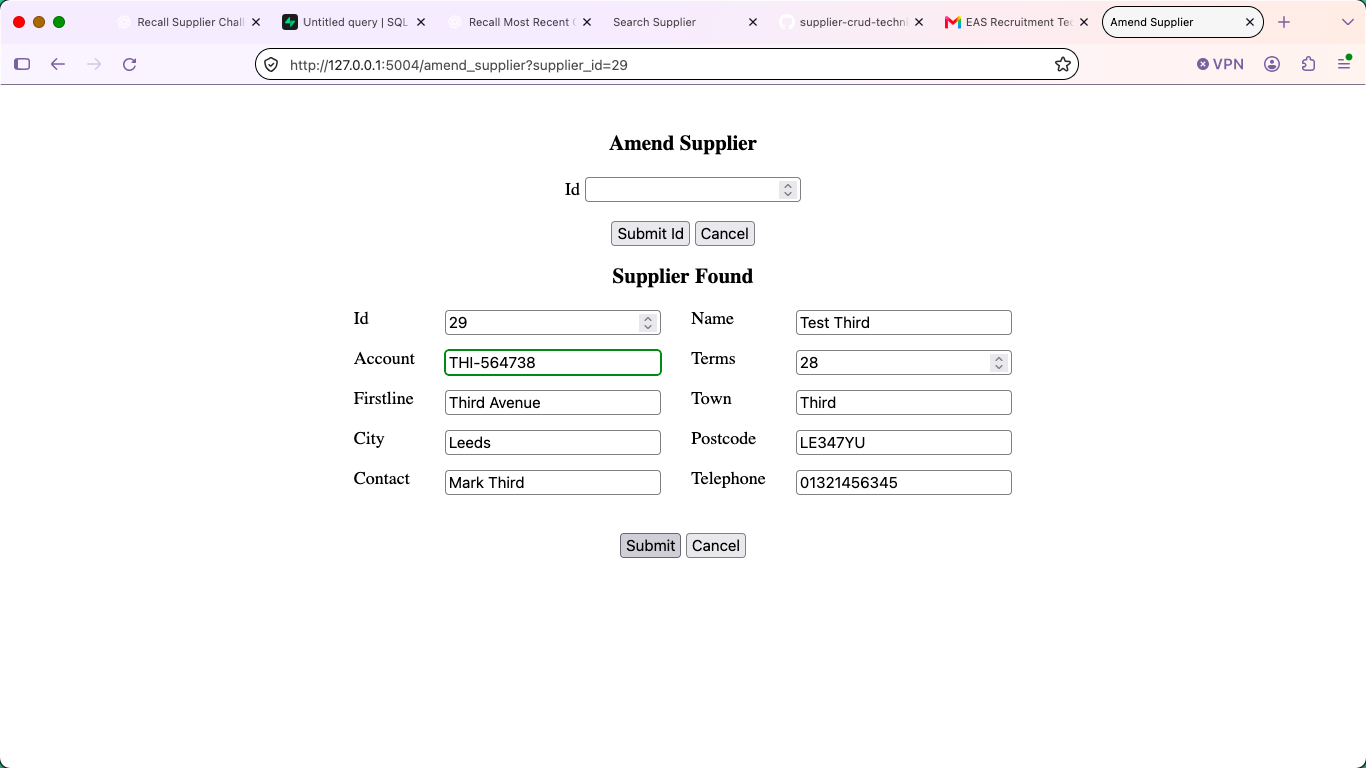 Recall Supplier Chall
Untitled query | SQL
Recall Most Recent
Search Supplier
supplier-crud-techni
EAS Recruitment Tec
Amend Supplier
http://127.0.0.1:5004/amend_supplier?supplier_id=29
VPN
Amend Supplier
Id
Submit Id Cancel
Supplier Found
Id 29 Name Test Third
Account THI-564738 Terms 28
Firstline Third Avenue Town Third
City Leeds Postcode LE347YU
Contact Mark Third Telephone 01321456345
Submit Cancel